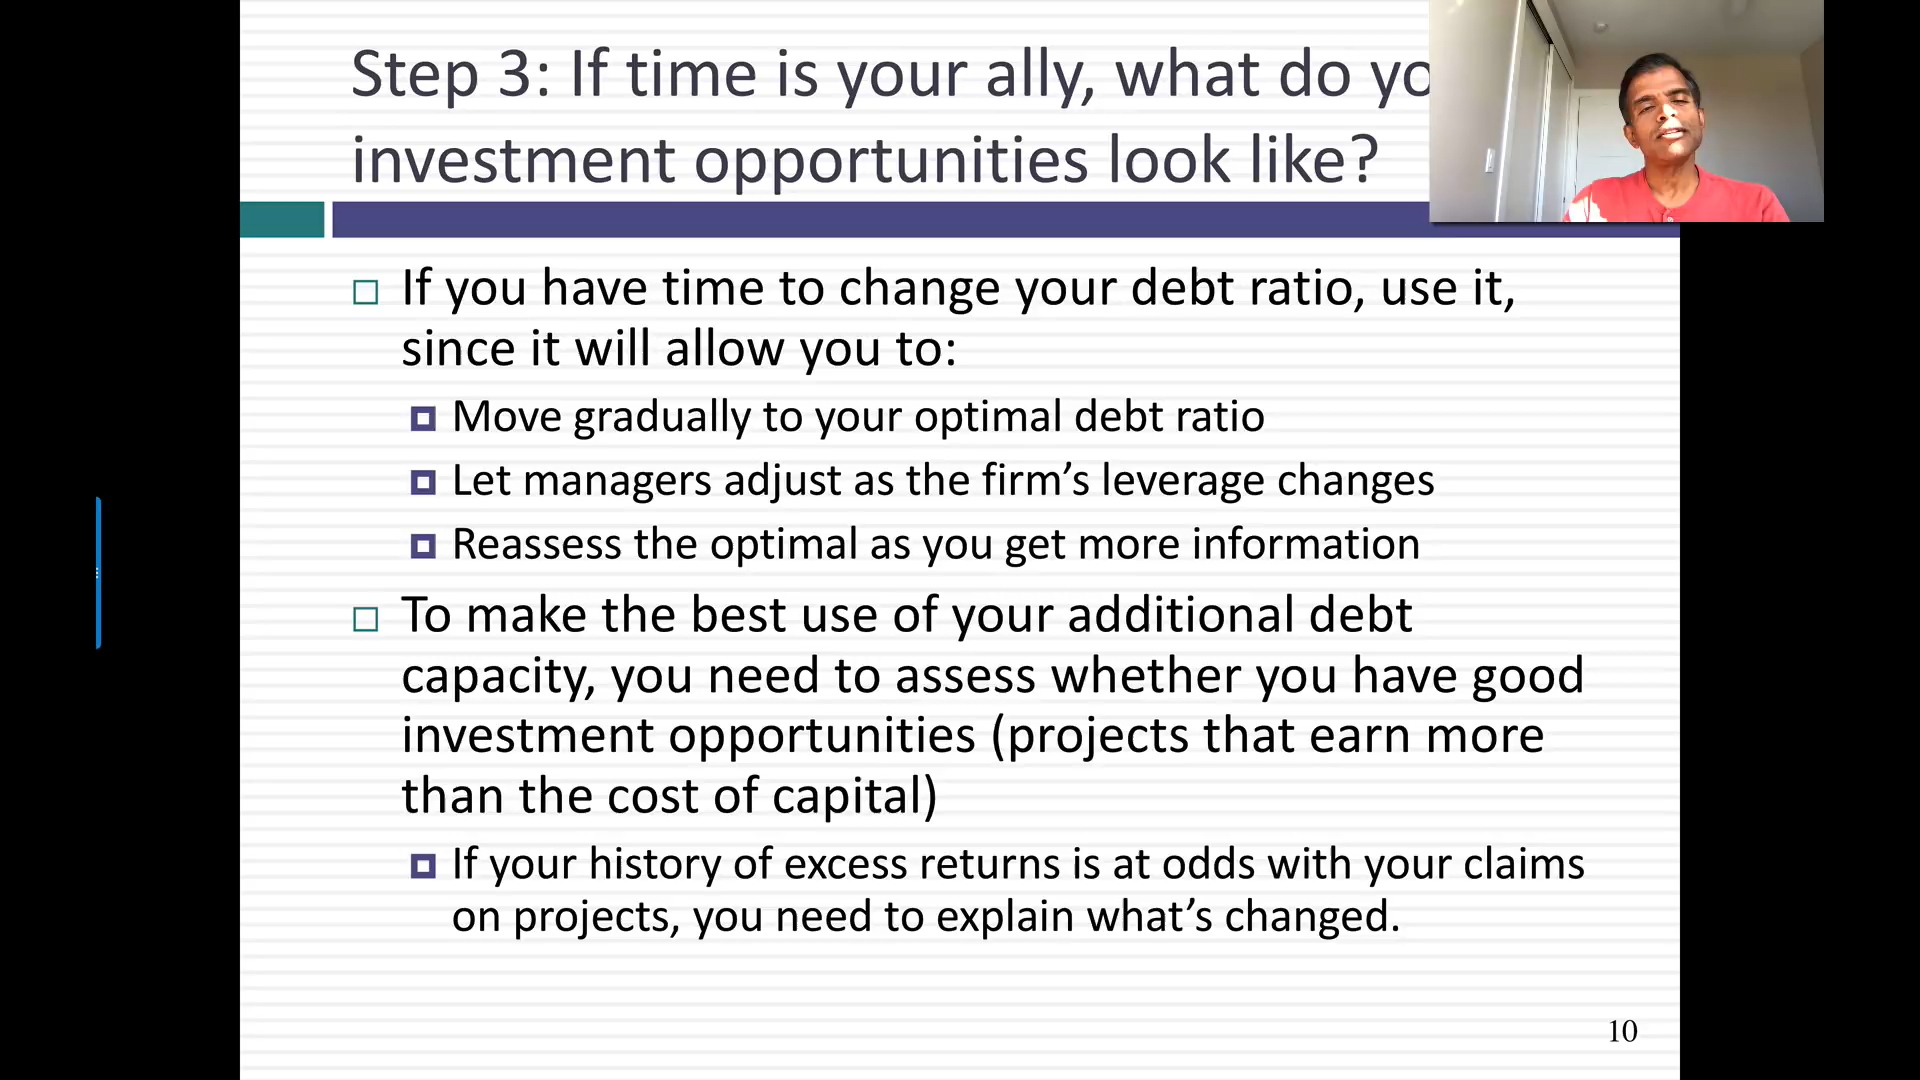 Step 3: If time is your ally, what do yo
investment opportunities look like?
If you have time to change your debt ratio, use it,
since it will allow you to:
Move gradually to your optimal debt ratio
Let managers adjust as the firm’s leverage changes
Reassess the optimal as you get more information
To make the best use of your additional debt
capacity, you need to assess whether you have good
investment opportunities (projects that earn more
than the cost of capital)
If your history of excess returns is at odds with your claims
on projects, you need to explain what’s changed.
10